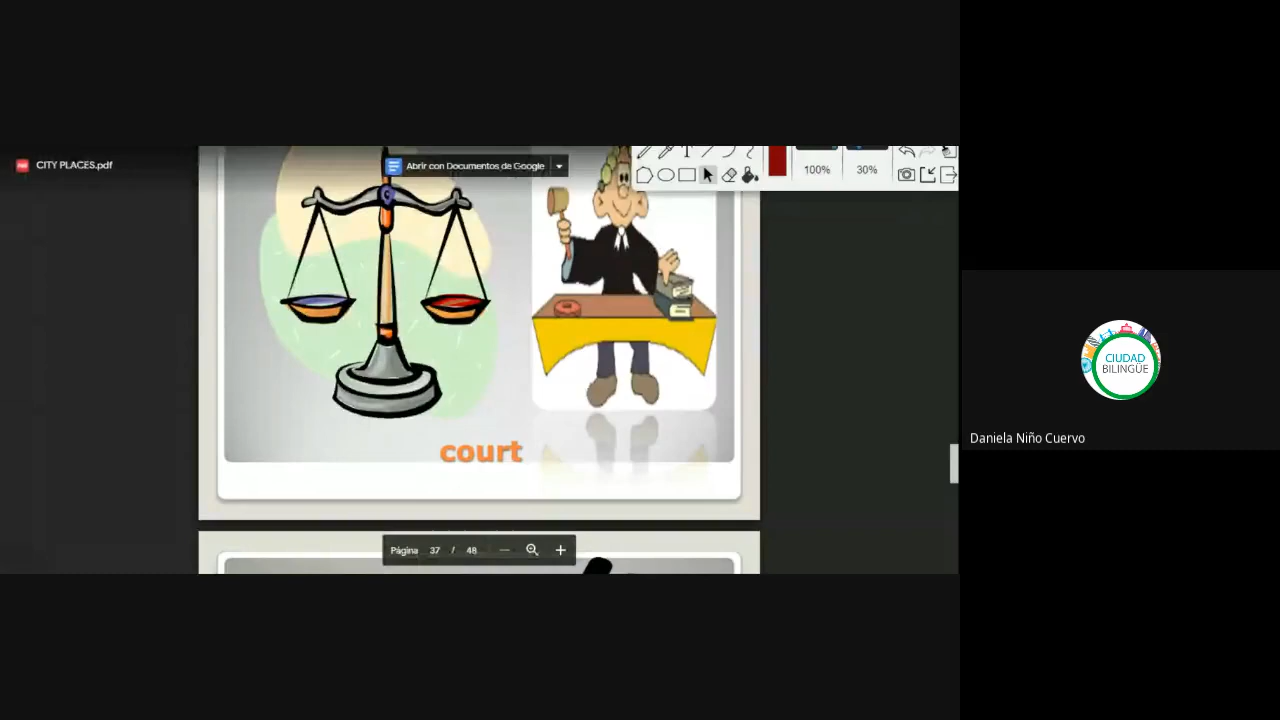 CITY PLACES.pdf
Abrir con Documentos de Google
100%
30%
court
Página 37 / 48
CIUDAD
BILINGÜE
Daniela Niño Cuervo